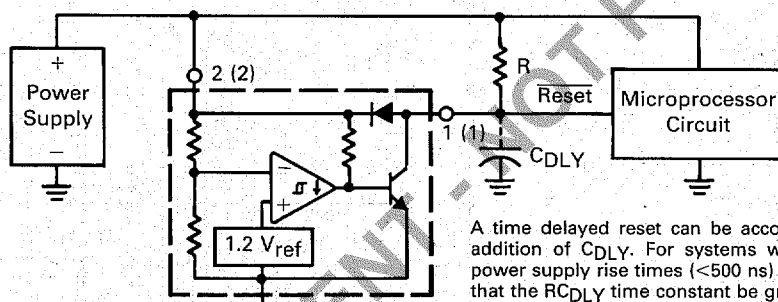 Power
Supply
+
−
2 (2)
1.2 Vref
−
+
1 (1)
R
Reset
CDLY
Microprocessor
Circuit
A time delayed reset can be acco
addition of CDLY. For systems w
power supply rise times (<500 ns)
that the RCDLY time constant be g